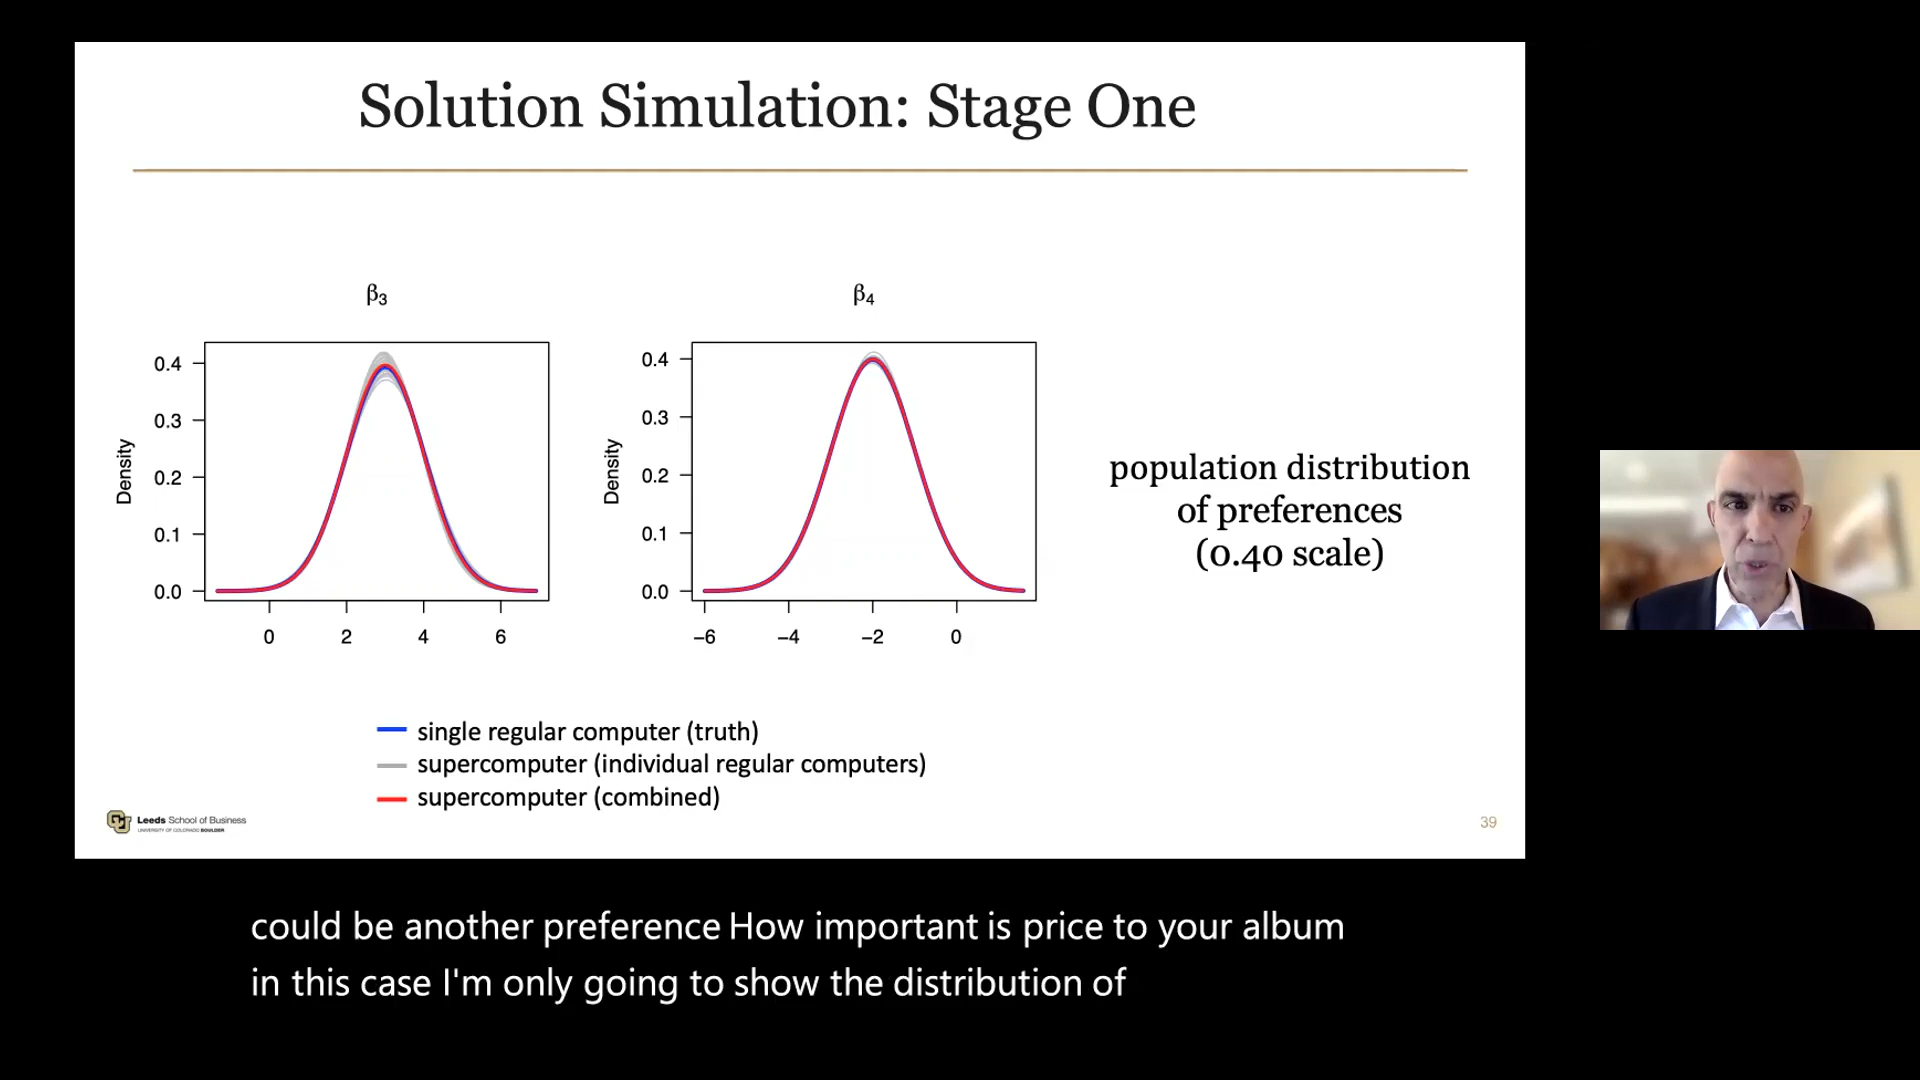 Solution Simulation: Stage One
β3
β4
Density
0.4
0.3
0.2
0.1
0.0
0 2 4 6
Density
0.4
0.3
0.2
0.1
0.0
−6 −4 −2 0
population distribution
of preferences
(0.40 scale)
single regular computer (truth)
supercomputer (individual regular computers)
supercomputer (combined)
Leeds School of Business
UNIVERSITY OF COLORADO BOULDER
39
could be another preference How important is price to your album
in this case I'm only going to show the distribution of